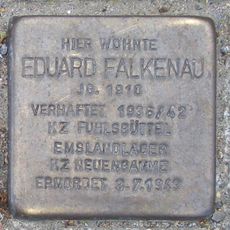 HIER WOHNTE
EDUARD FALKENAU
JG. 1910
VERHAFTET 1936/42
KZ FUHLSBÜTTEL
EMSLANDLAGER
KZ NEUENGAMME
ERMORDET 3.7.1943